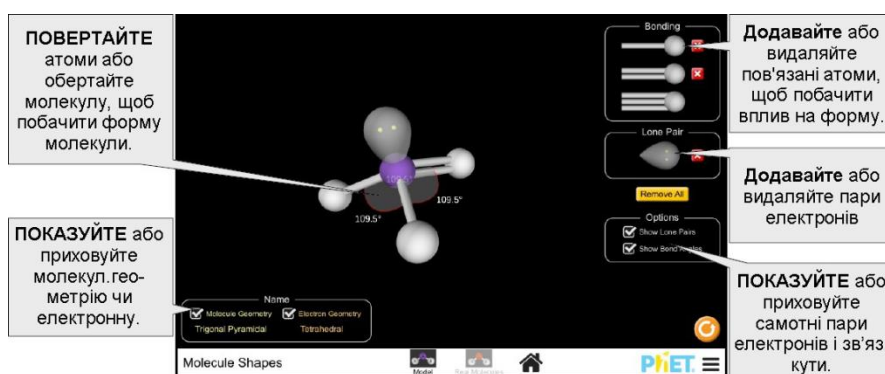 ПОВЕРТАЙТЕ
атоми або
обертайте
молекулу, щоб
побачити форму
молекули.
ПОКАЗУЙТЕ або
приховуйте
молекул.гео-
метрію чи
електронну.
109.5°
109.5°
109.5°
Name
Molecule Geometry
Electron Geometry
Trigonal Pyramidal
Tetrahedral
Bonding
Lone Pair
Remove All
Options
Show Lone Pairs
Show Bond Angles
Додавайте або
видаляйте
пов'язані атоми,
щоб побачити
вплив на форму.
Додавайте або
видаляйте пари
електронів
ПОКАЗУЙТЕ або
приховуйте
самотні пари
електронів і зв’яз
кути.
Molecule Shapes
Model
Real Molecules
PhET